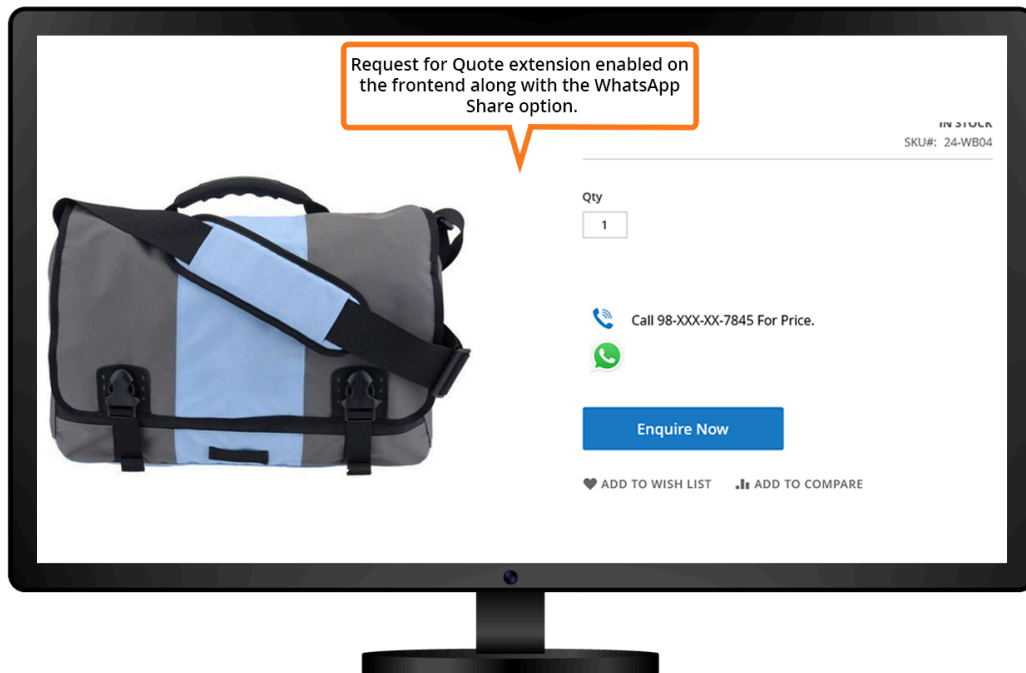 Request for Quote extension enabled on
the frontend along with the WhatsApp
Share option.
IN STOCK
SKU#: 24-WB04
Qty
1
Call 98-XXX-XX-7845 For Price.
Enquire Now
ADD TO WISH LIST ADD TO COMPARE